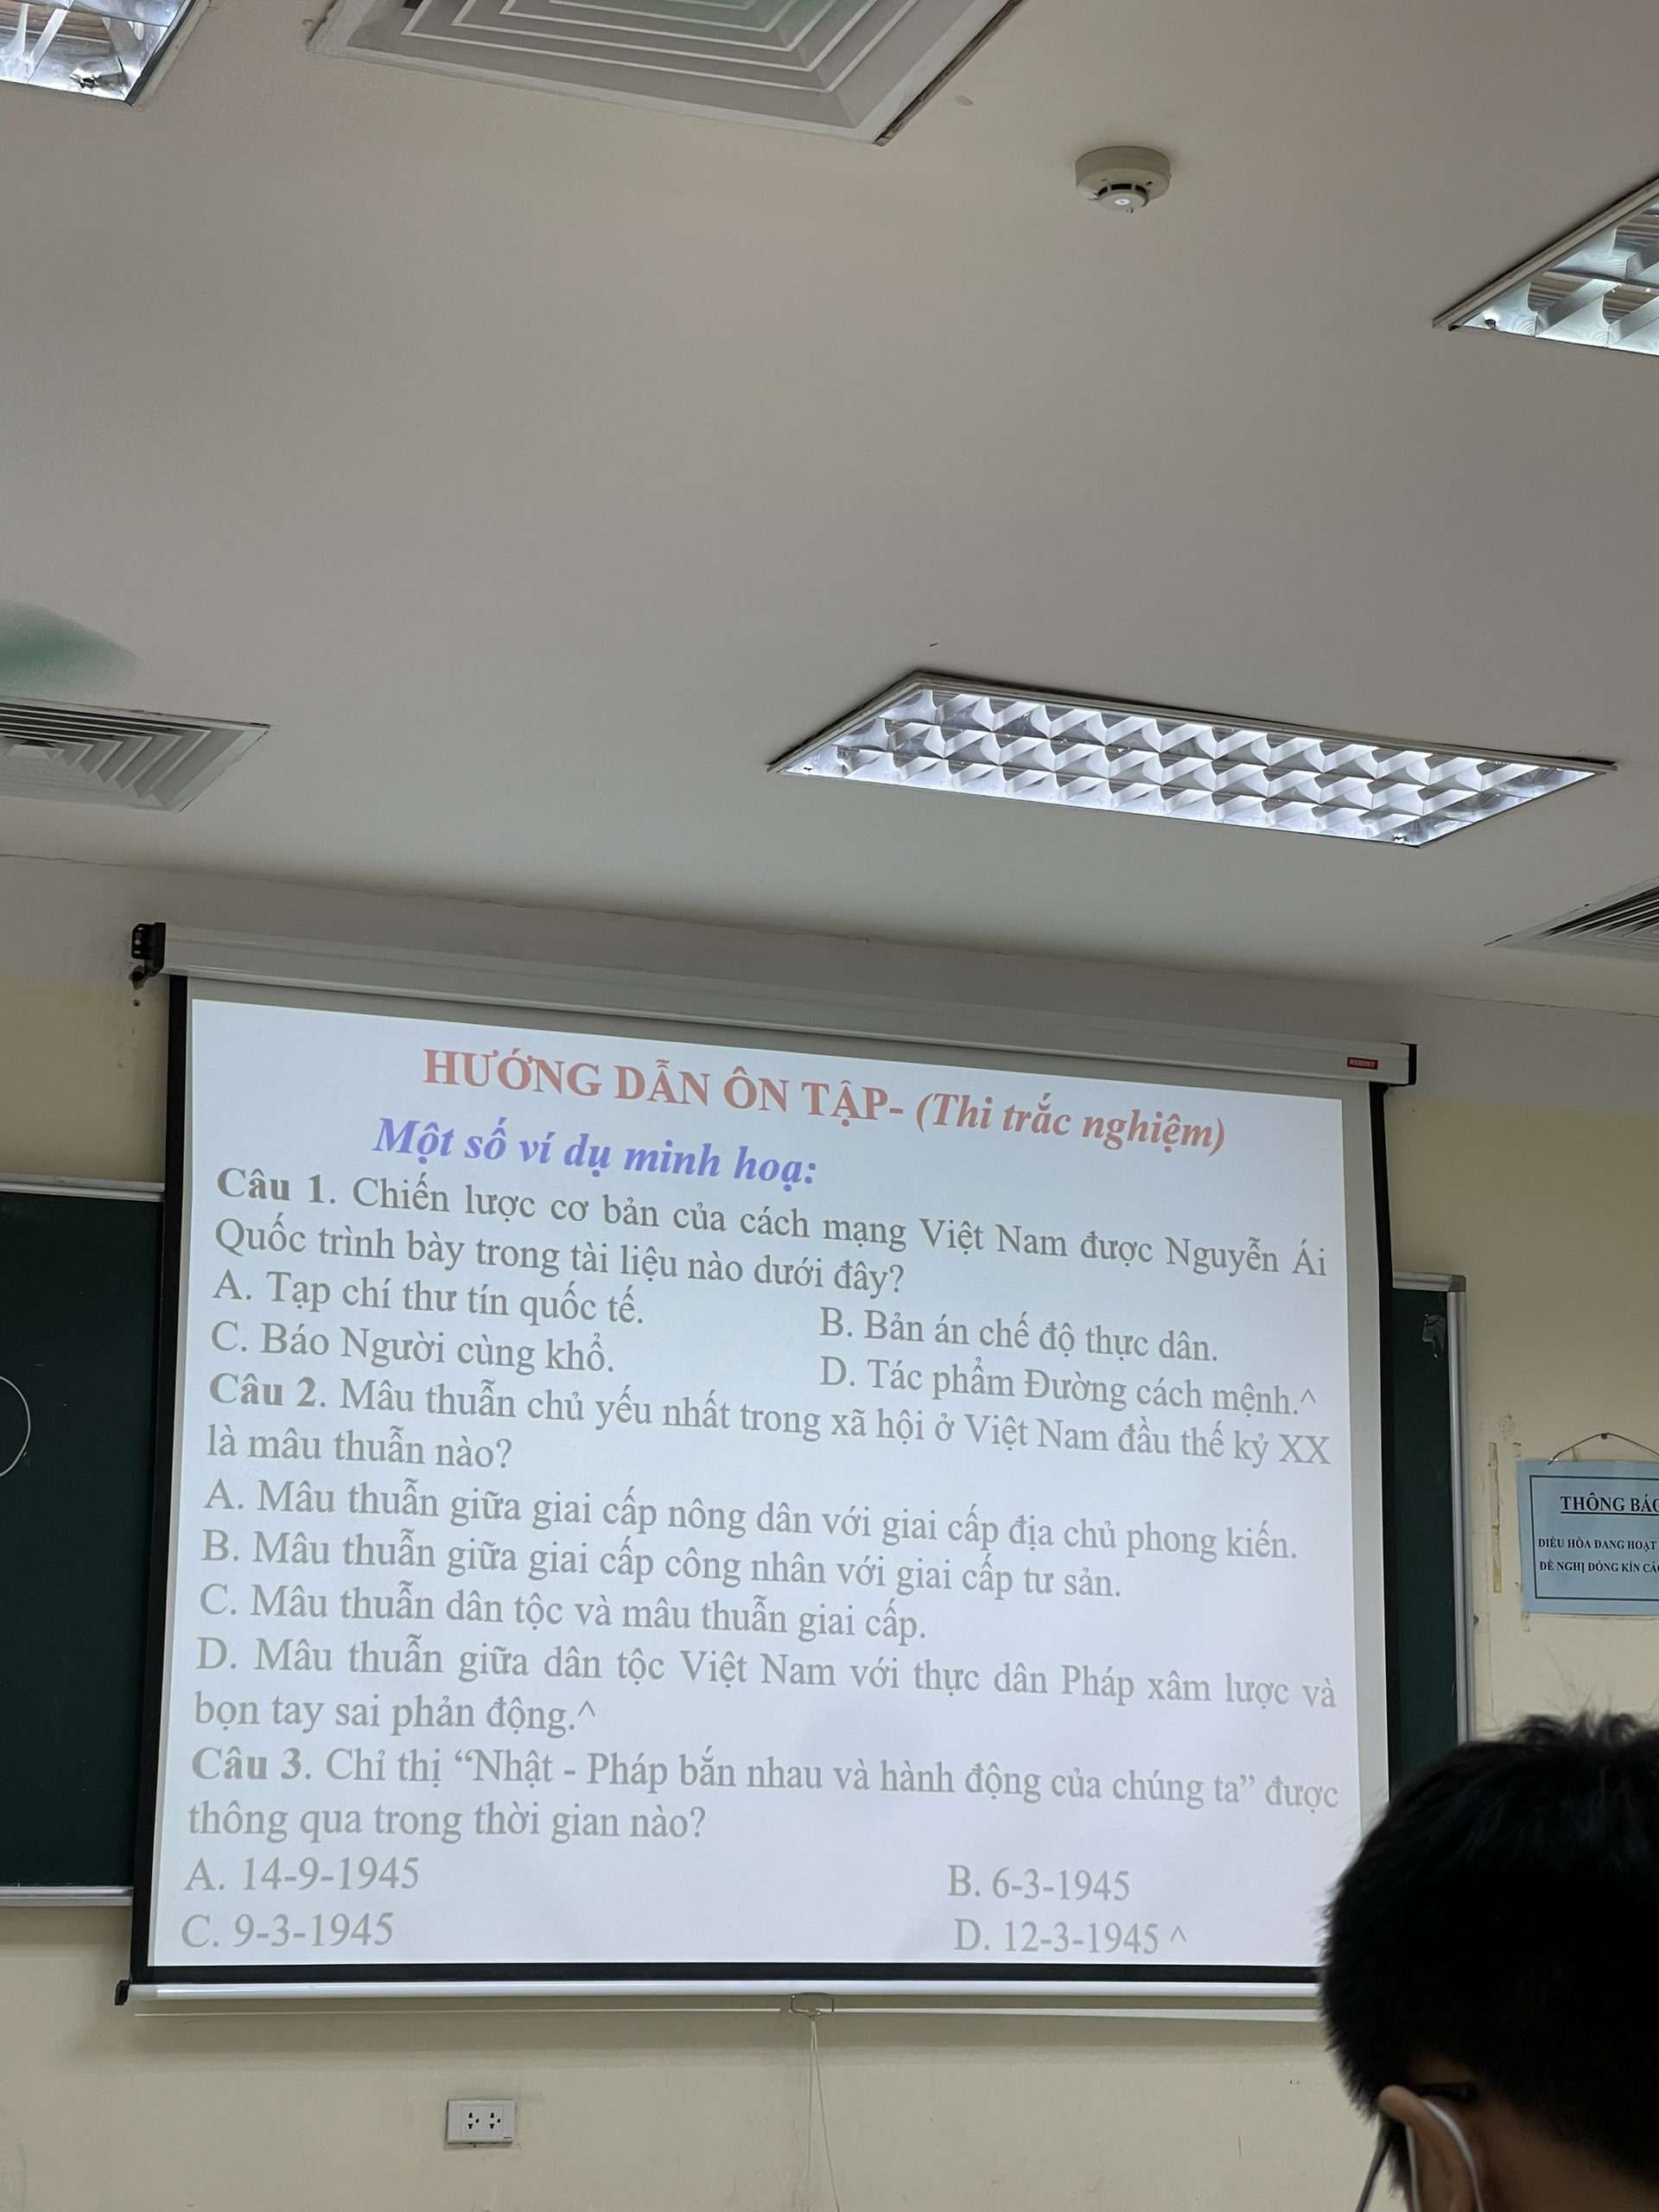 REGENT
HƯỚNG DẪN ÔN TẬP- (Thi trắc nghiệm)
Một số ví dụ minh hoạ:
Câu 1. Chiến lược cơ bản của cách mạng Việt Nam được Nguyễn Ái
Quốc trình bày trong tài liệu nào dưới đây?
A. Tạp chí thư tín quốc tế. B. Bản án chế độ thực dân.
C. Báo Người cùng khổ. D. Tác phẩm Đường cách mệnh.^
Câu 2. Mâu thuẫn chủ yếu nhất trong xã hội ở Việt Nam đầu thế kỷ XX
là mâu thuẫn nào?
A. Mâu thuẫn giữa giai cấp nông dân với giai cấp địa chủ phong kiến.
B. Mâu thuẫn giữa giai cấp công nhân với giai cấp tư sản.
C. Mâu thuẫn dân tộc và mâu thuẫn giai cấp.
D. Mâu thuẫn giữa dân tộc Việt Nam với thực dân Pháp xâm lược và
bọn tay sai phản động.^
Câu 3. Chỉ thị “Nhật - Pháp bắn nhau và hành động của chúng ta” được
thông qua trong thời gian nào?
A. 14-9-1945 B. 6-3-1945
C. 9-3-1945 D. 12-3-1945 ^
THÔNG BÁO
ĐIỀU HÒA ĐANG HOẠT
ĐỀ NGHỊ ĐÓNG KÍN